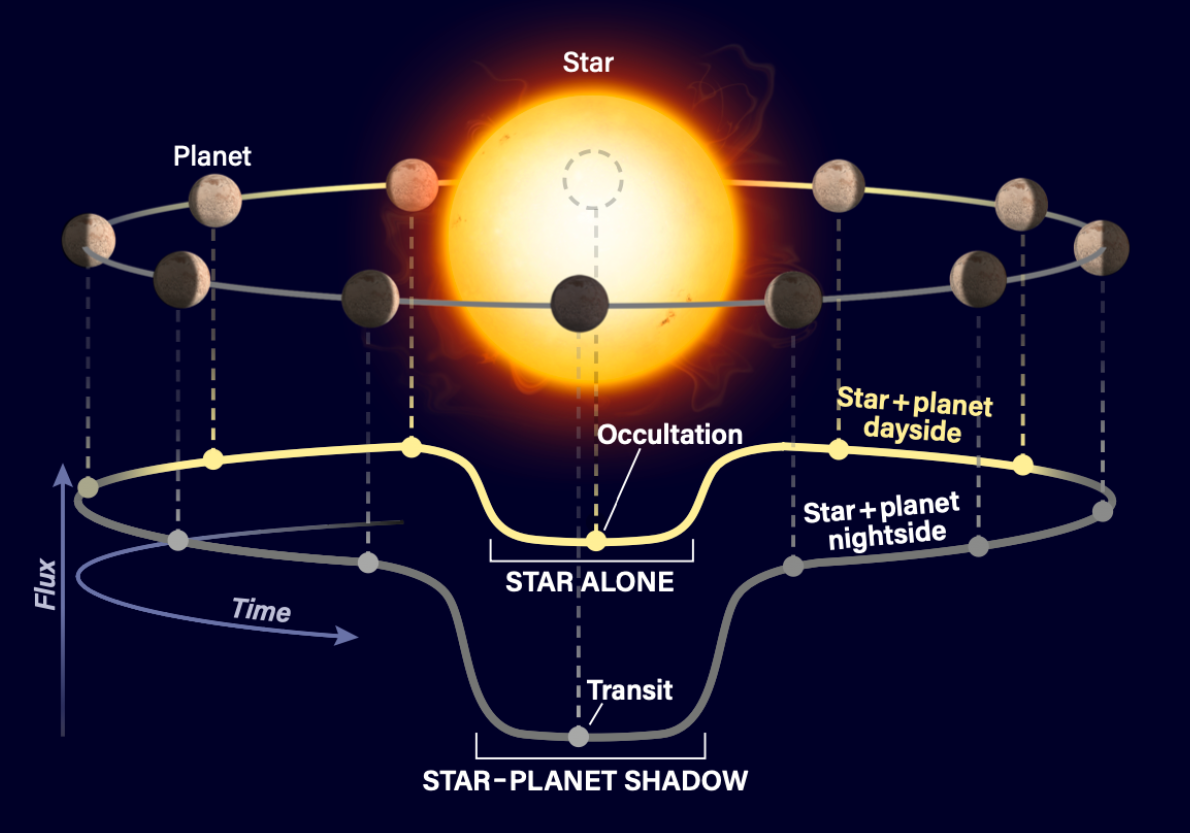 Star
Planet
Star+planet
dayside
Occultation
Star+planet
nightside
Flux
STAR ALONE
Time
Transit
STAR–PLANET SHADOW